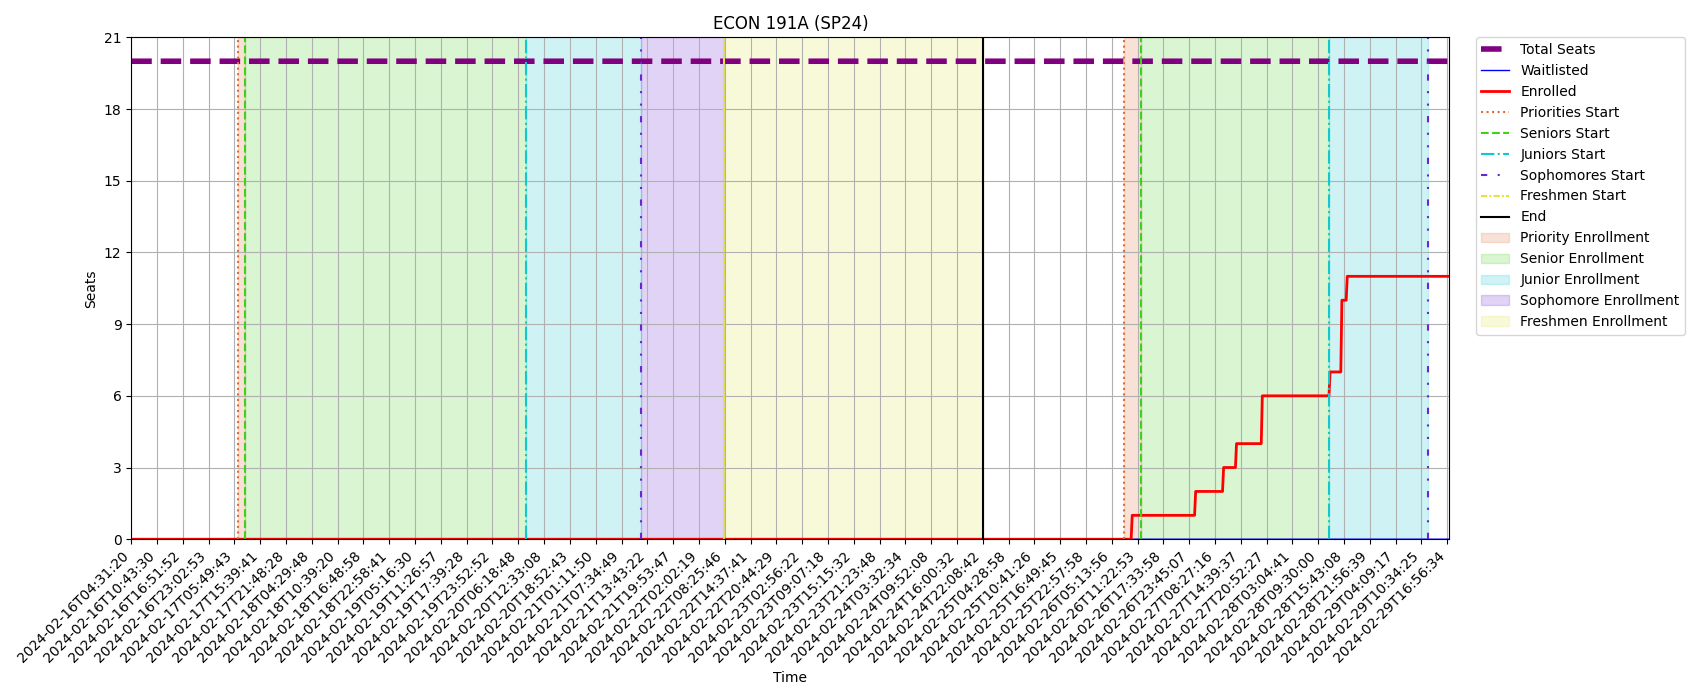 ECON 191A (SP24)
21
18
15
12
9
6
3
0
Seats
2024-02-16T04:31:20
2024-02-16T10:43:30
2024-02-16T16:51:52
2024-02-16T23:02:53
2024-02-17T05:49:43
2024-02-17T15:39:41
2024-02-17T21:48:28
2024-02-18T04:29:48
2024-02-18T10:39:20
2024-02-18T16:48:58
2024-02-18T22:58:41
2024-02-19T05:16:30
2024-02-19T11:26:57
2024-02-19T17:39:28
2024-02-19T23:52:52
2024-02-20T06:18:48
2024-02-20T12:33:08
2024-02-20T18:52:43
2024-02-21T01:11:50
2024-02-21T07:34:49
2024-02-21T13:43:22
2024-02-21T19:53:47
2024-02-22T02:02:19
2024-02-22T08:25:46
2024-02-22T14:37:41
2024-02-22T20:44:29
2024-02-23T02:56:22
2024-02-23T09:07:18
2024-02-23T15:15:32
2024-02-23T21:23:48
2024-02-24T03:32:34
2024-02-24T09:52:08
2024-02-24T16:00:32
2024-02-24T22:08:42
2024-02-25T04:28:58
2024-02-25T10:41:26
2024-02-25T16:49:45
2024-02-25T22:57:58
2024-02-26T05:13:56
2024-02-26T11:22:53
2024-02-26T17:33:58
2024-02-26T23:45:07
2024-02-27T08:27:16
2024-02-27T14:39:37
2024-02-27T20:52:27
2024-02-28T03:04:41
2024-02-28T09:30:00
2024-02-28T15:43:08
2024-02-28T21:56:39
2024-02-29T04:09:17
2024-02-29T10:34:25
2024-02-29T16:56:34
Time
Total Seats
Waitlisted
Enrolled
Priorities Start
Seniors Start
Juniors Start
Sophomores Start
Freshmen Start
End
Priority Enrollment
Senior Enrollment
Junior Enrollment
Sophomore Enrollment
Freshmen Enrollment